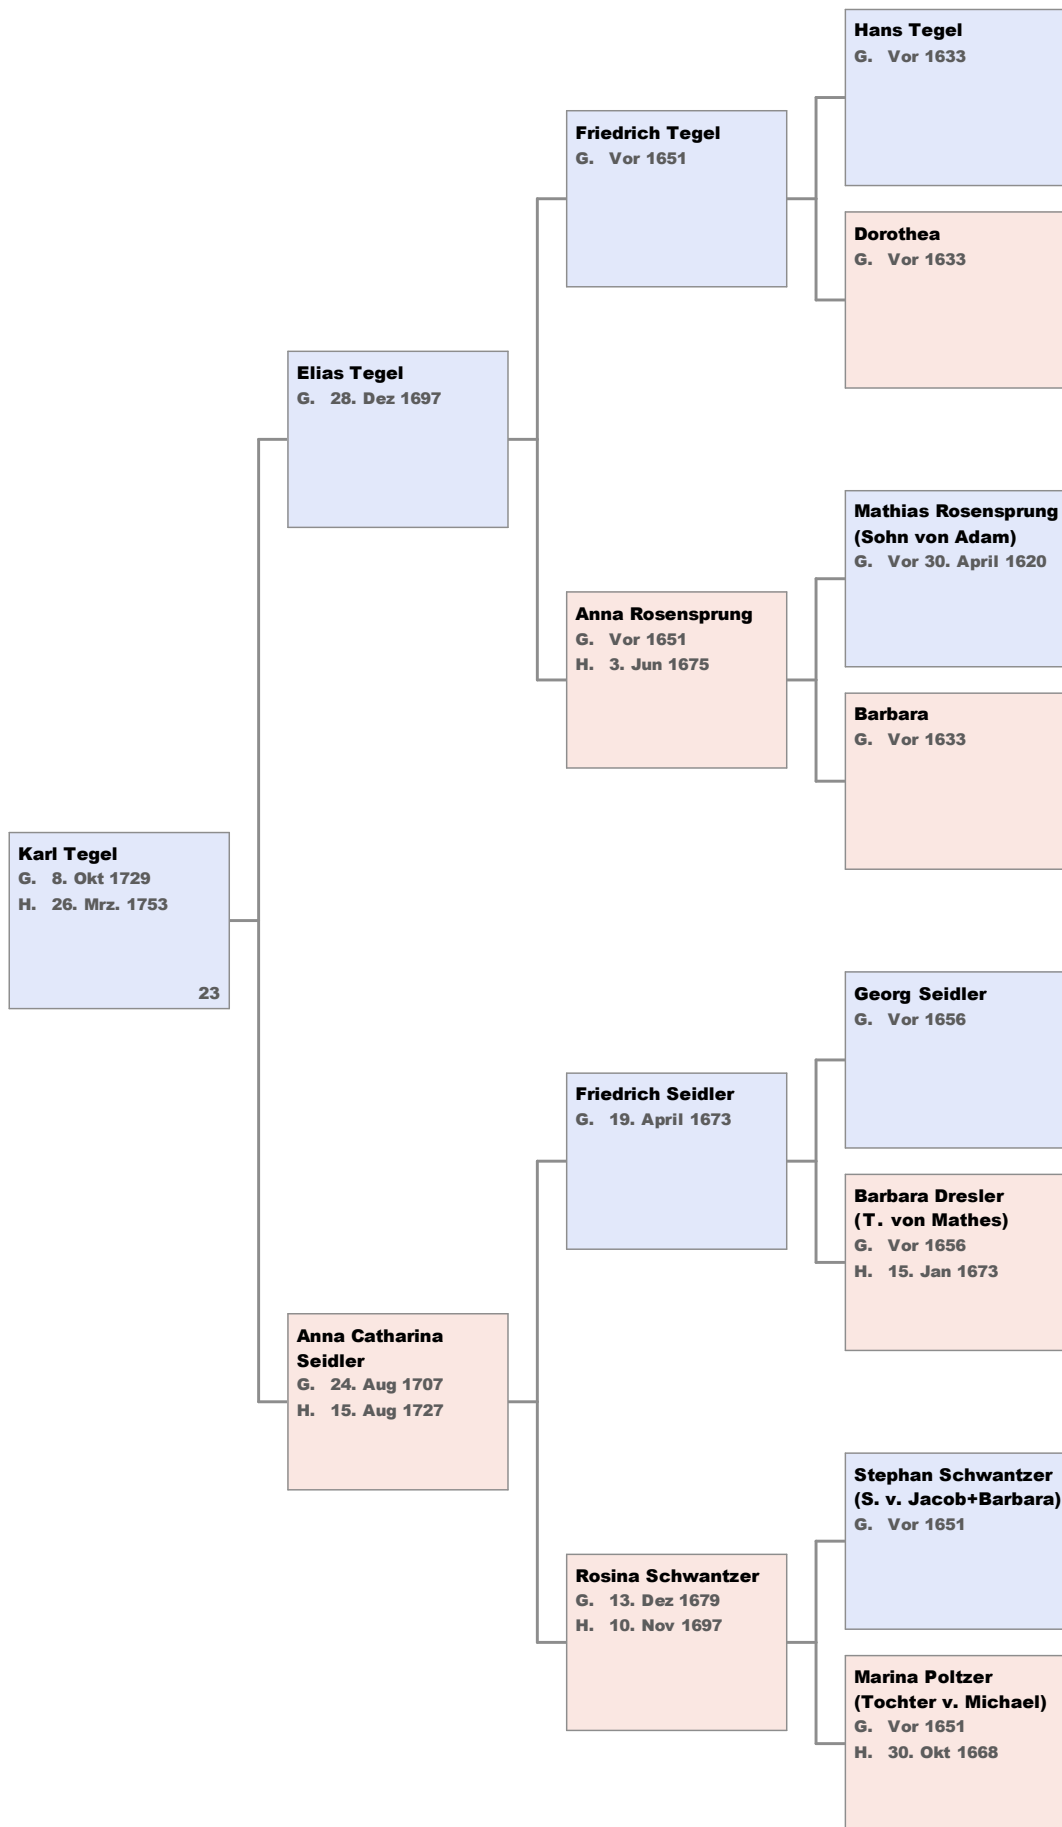 Hans Tegel
G. Vor 1633
Friedrich Tegel
G. Vor 1651
Dorothea
G. Vor 1633
Elias Tegel
G. 28. Dez 1697
Mathias Rosensprung
(Sohn von Adam)
G. Vor 30. April 1620
Anna Rosensprung
G. Vor 1651
H. 3. Jun 1675
Barbara
G. Vor 1633
Karl Tegel
G. 8. Okt 1729
H. 26. Mrz. 1753
23
Georg Seidler
G. Vor 1656
Friedrich Seidler
G. 19. April 1673
Barbara Dresler
(T. von Mathes)
G. Vor 1656
H. 15. Jan 1673
Anna Catharina
Seidler
G. 24. Aug 1707
H. 15. Aug 1727
Stephan Schwantzer
(S. v. Jacob+Barbara)
G. Vor 1651
Rosina Schwantzer
G. 13. Dez 1679
H. 10. Nov 1697
Marina Poltzer
(Tochter v. Michael)
G. Vor 1651
H. 30. Okt 1668